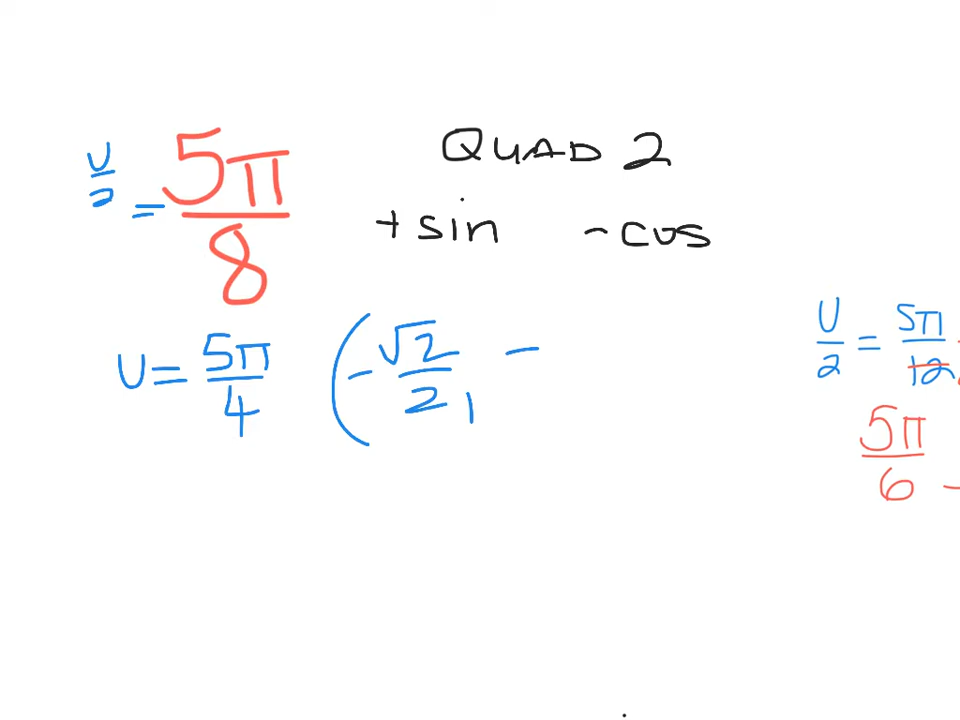 U/2 = 5π/8
QUAD 2
+ sin - cos
U = 5π/4 (-√2/2, -
U/2 = 5π/12
5π/6 -